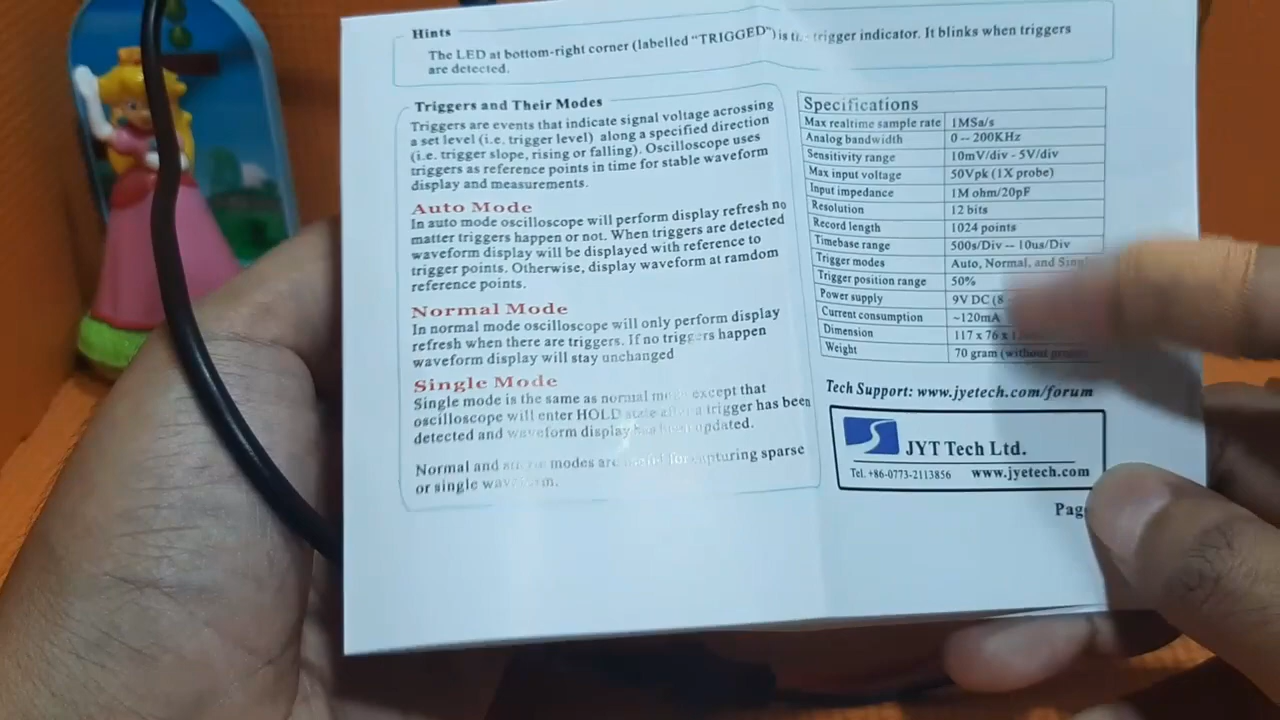 Hints
The LED at bottom-right corner (labelled "TRIGGED") is trigger indicator. It blinks when triggers
are detected.
Triggers and Their Modes
Triggers are events that indicate signal voltage acrossing
a set level (i.e. trigger level) along a specified direction
(i.e. trigger slope, rising or falling). Oscilloscope uses
triggers as reference points in time for stable waveform
display and measurements.
Auto Mode
In auto mode oscilloscope will perform display refresh no
matter triggers happen or not. When triggers are detected
waveform display will be displayed with reference to
trigger points. Otherwise, display waveform at ramdom
reference points.
Normal Mode
In normal mode oscilloscope will only perform display
refresh when there are triggers. If no triggers happen
waveform display will stay unchanged
Single Mode
Single mode is the same as normal except that
oscilloscope will enter HOLD state a trigger has been
detected and waveform display updated.
Normal and modes are useful for capturing sparse
or single
Specifications
Max realtime sample rate 1MSa/s
Analog bandwidth 0 -- 200KHz
Sensitivity range 10mV/div - 5V/div
Max input voltage 50Vpk (1X probe)
Input impedance 1M ohm/20pF
Resolution 12 bits
Record length 1024 points
Timebase range 500s/Div -- 10us/Div
Trigger modes Auto, Normal, and
Trigger position range 50%
Power supply 9V DC (8
Current consumption ~120mA
Dimension 117 x 76 x
Weight 70 gram (without
Tech Support: www.jyetech.com/forum
JYT Tech Ltd.
Tel. +86-0773-2113856 www.jyetech.com